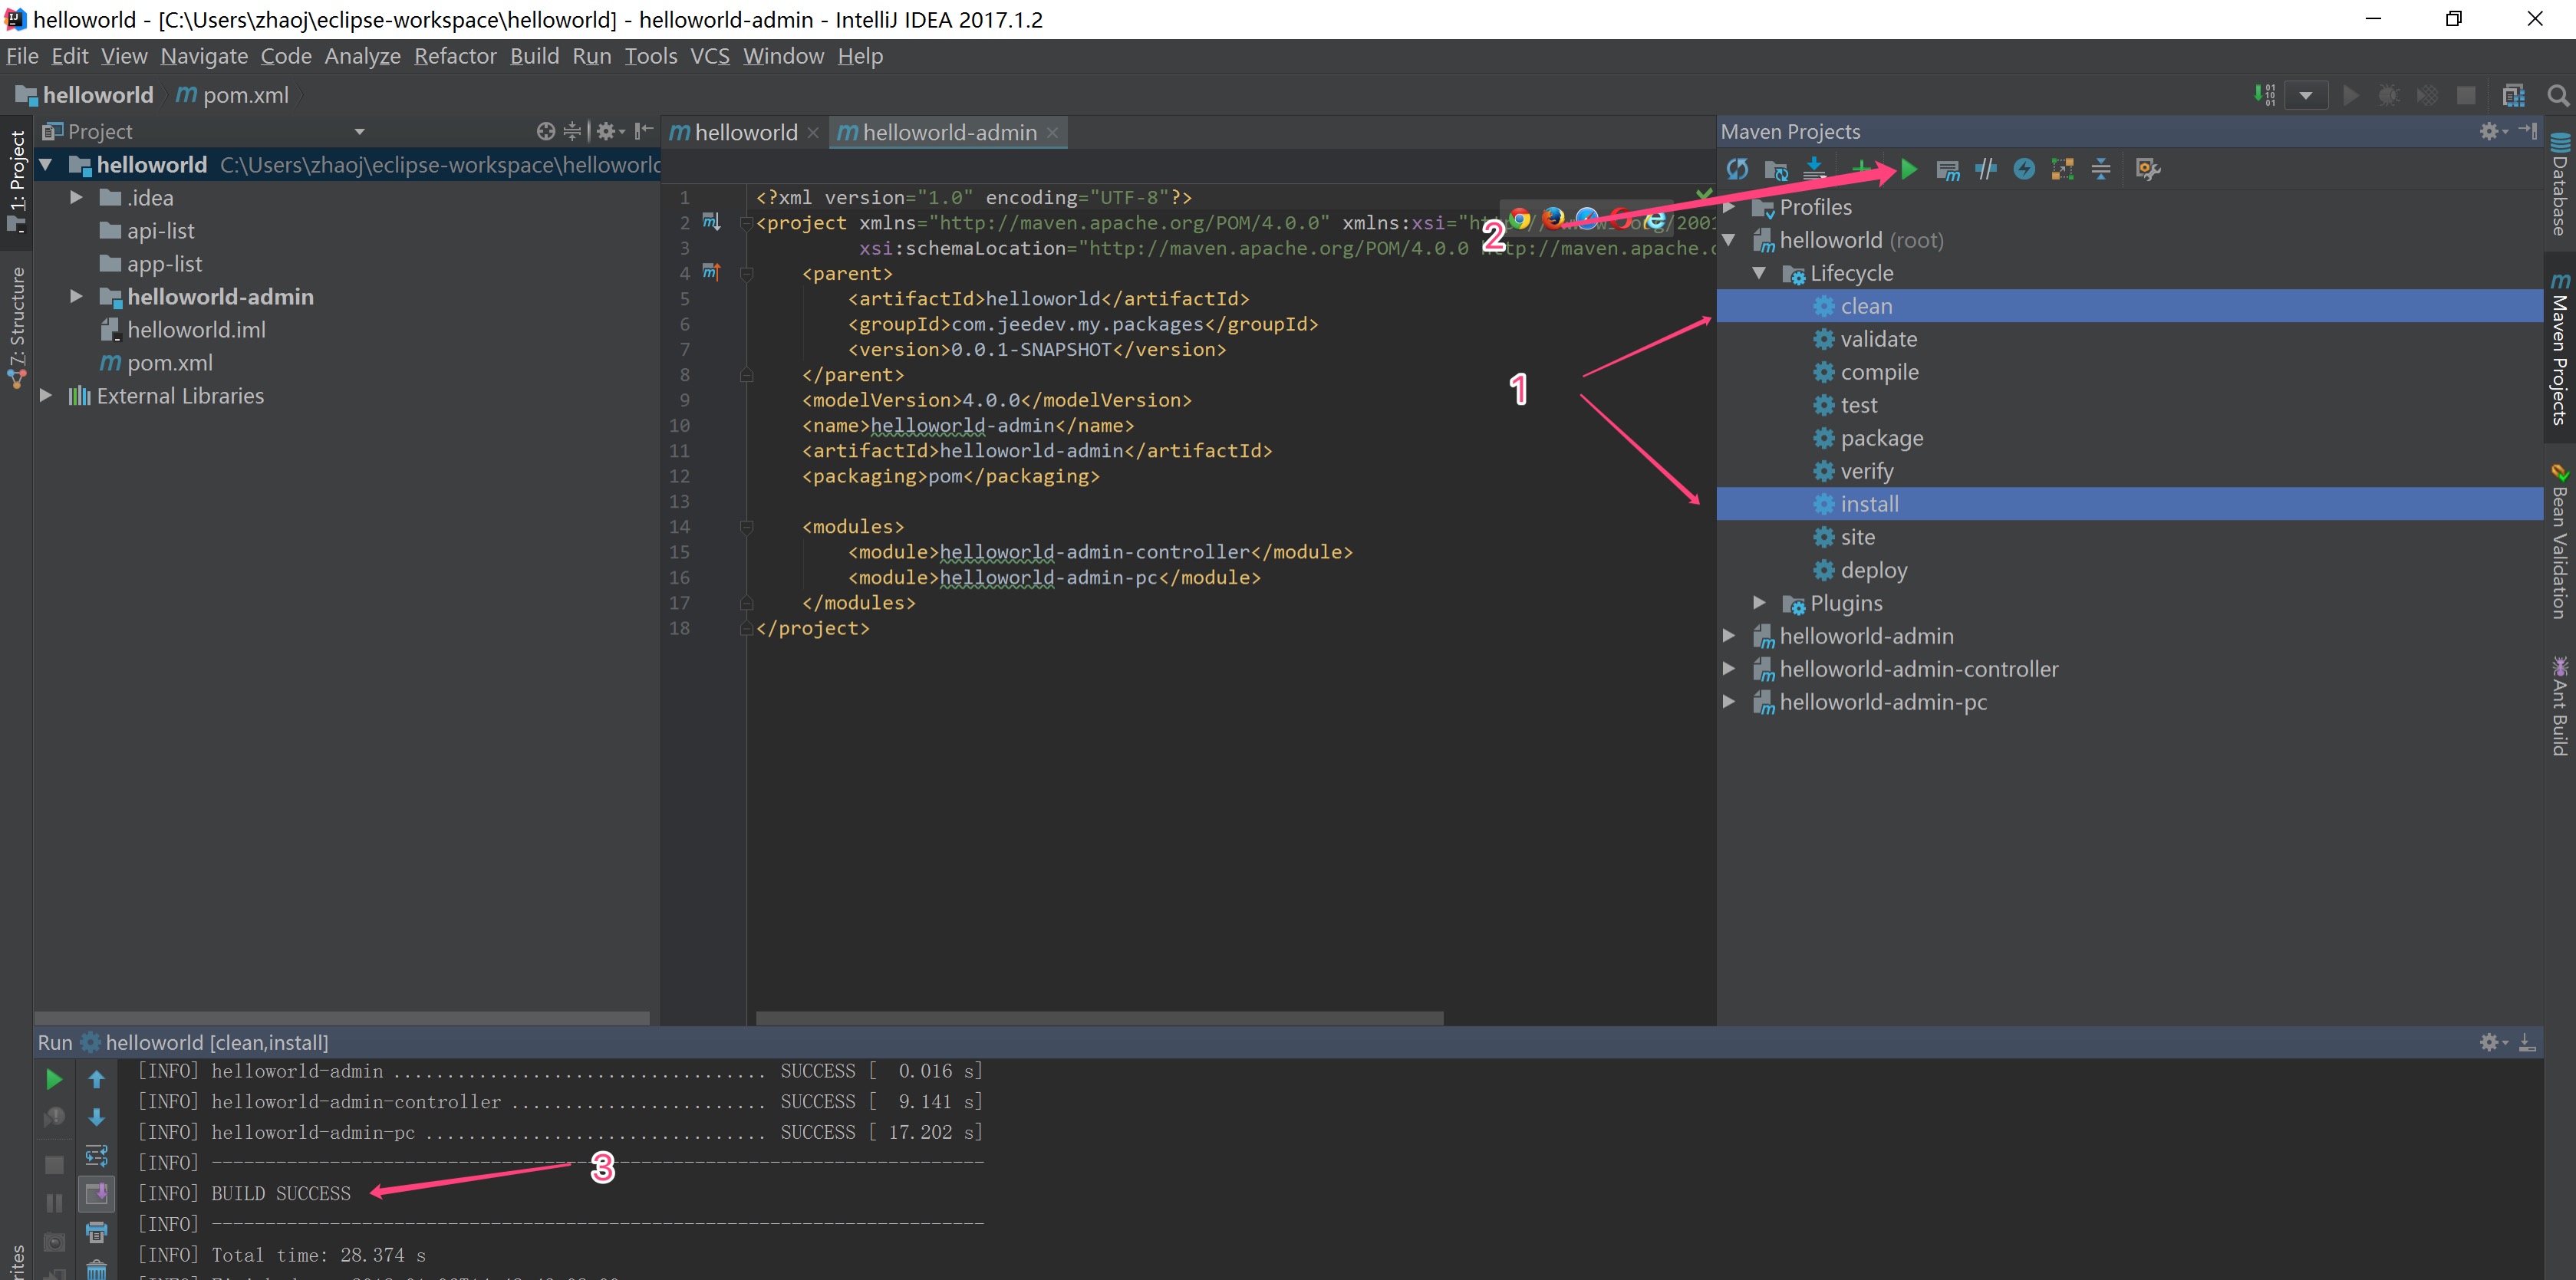 helloworld - [C:\Users\zhaoj\eclipse-workspace\helloworld] - helloworld-admin - IntelliJ IDEA 2017.1.2
File Edit View Navigate Code Analyze Refactor Build Run Tools VCS Window Help
helloworld pom.xml
Project
1: Project
7: Structure
helloworld C:\Users\zhaoj\eclipse-workspace\helloworld
.idea
api-list
app-list
helloworld-admin
helloworld.iml
pom.xml
External Libraries
helloworld helloworld-admin
1 <?xml version="1.0" encoding="UTF-8"?>
2 <project xmlns="http://maven.apache.org/POM/4.0.0" xmlns:xsi="http://www.w3.org/2001
3 xsi:schemaLocation="http://maven.apache.org/POM/4.0.0 http://maven.apache.o
4 <parent>
5 <artifactId>helloworld</artifactId>
6 <groupId>com.jeedev.my.packages</groupId>
7 <version>0.0.1-SNAPSHOT</version>
8 </parent>
9 <modelVersion>4.0.0</modelVersion>
10 <name>helloworld-admin</name>
11 <artifactId>helloworld-admin</artifactId>
12 <packaging>pom</packaging>
13
14 <modules>
15 <module>helloworld-admin-controller</module>
16 <module>helloworld-admin-pc</module>
17 </modules>
18 </project>
2
1
Maven Projects
Profiles
helloworld (root)
Lifecycle
clean
validate
compile
test
package
verify
install
site
deploy
Plugins
helloworld-admin
helloworld-admin-controller
helloworld-admin-pc
Database
Maven Projects
Bean Validation
Ant Build
Run helloworld [clean,install]
[INFO] helloworld-admin ................................... SUCCESS [ 0.016 s]
[INFO] helloworld-admin-controller ........................ SUCCESS [ 9.141 s]
[INFO] helloworld-admin-pc ................................ SUCCESS [ 17.202 s]
[INFO] ------------------------------------------------------------------------
3
[INFO] BUILD SUCCESS
[INFO] ------------------------------------------------------------------------
[INFO] Total time: 28.374 s